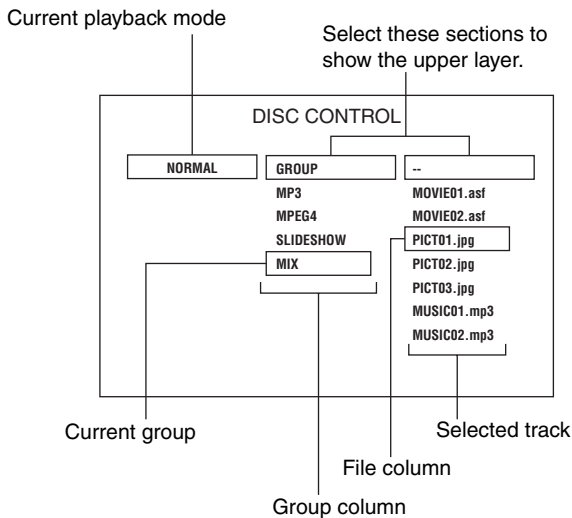 Current playback mode
Select these sections to
show the upper layer.
DISC CONTROL
NORMAL
GROUP
--
MP3
MOVIE01.asf
MPEG4
MOVIE02.asf
SLIDESHOW
PICT01.jpg
MIX
PICT02.jpg
PICT03.jpg
MUSIC01.mp3
MUSIC02.mp3
Current group
Selected track
File column
Group column